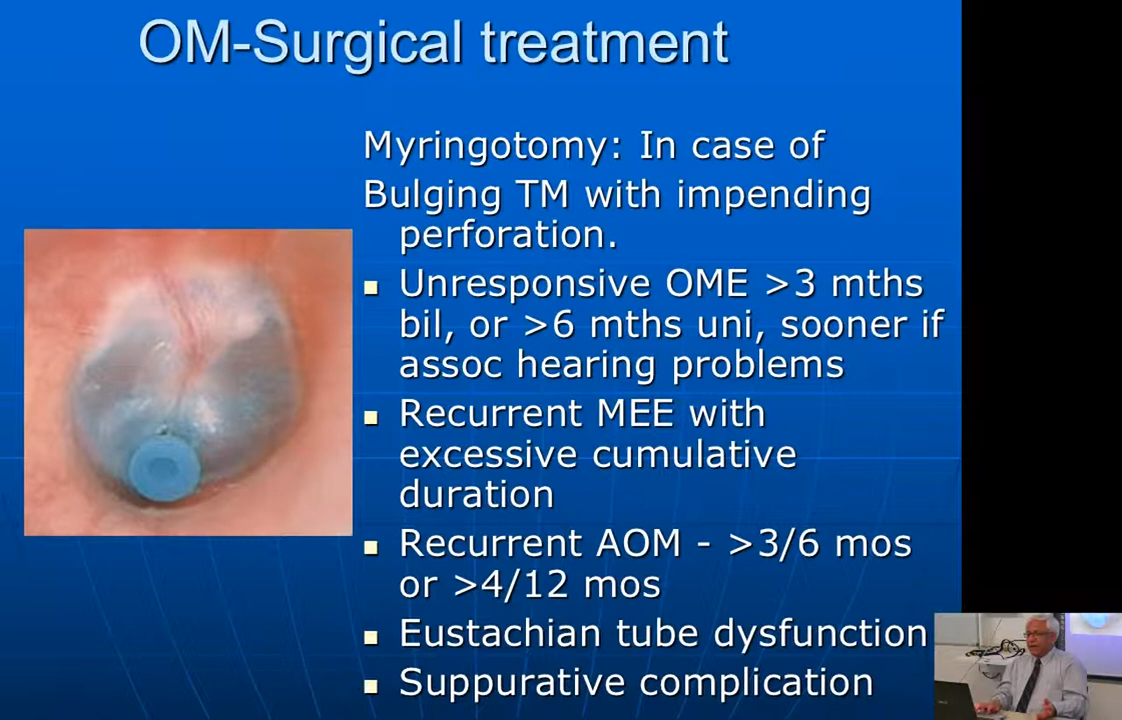 OM-Surgical treatment
Myringotomy: In case of
Bulging TM with impending
perforation.
Unresponsive OME >3 mths
bil, or >6 mths uni, sooner if
assoc hearing problems
Recurrent MEE with
excessive cumulative
duration
Recurrent AOM - >3/6 mos
or >4/12 mos
Eustachian tube dysfunction
Suppurative complication